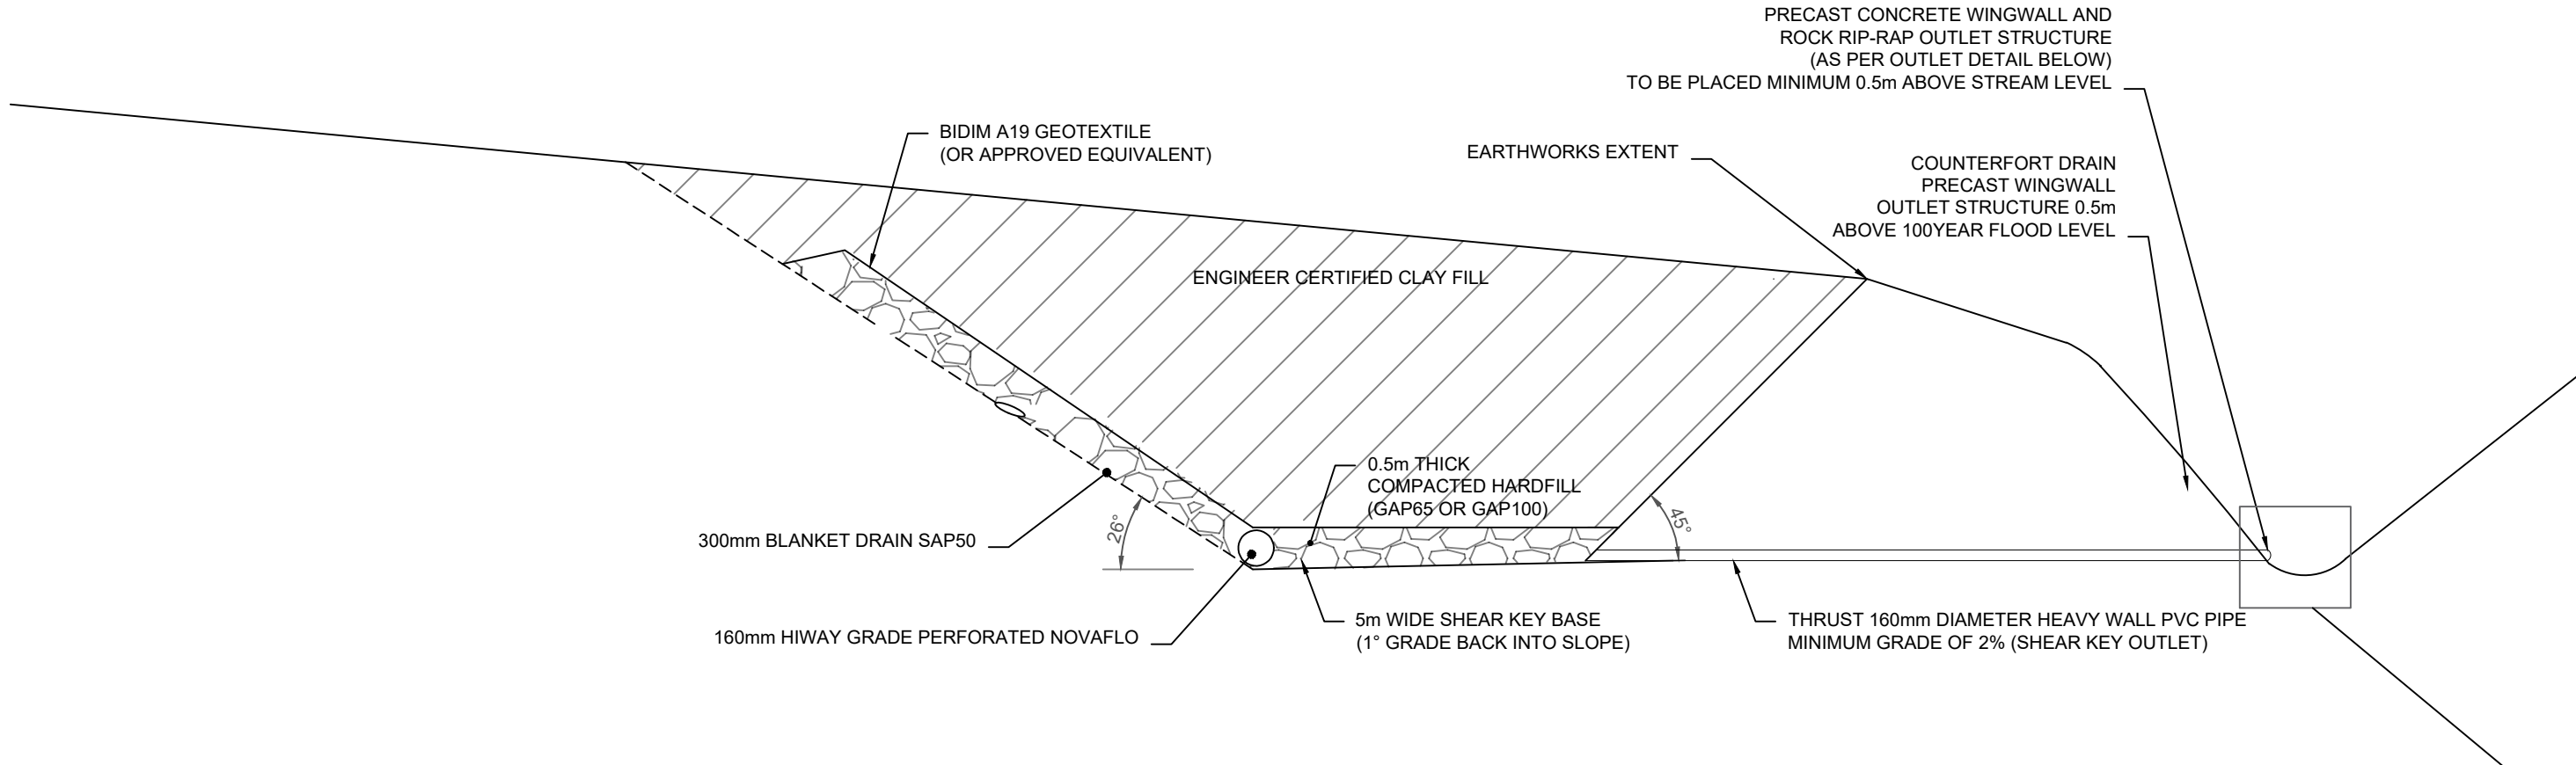 PRECAST CONCRETE WINGWALL AND
ROCK RIP-RAP OUTLET STRUCTURE
(AS PER OUTLET DETAIL BELOW)
TO BE PLACED MINIMUM 0.5m ABOVE STREAM LEVEL
BIDIM A19 GEOTEXTILE
(OR APPROVED EQUIVALENT)
EARTHWORKS EXTENT
COUNTERFORT DRAIN
PRECAST WINGWALL
OUTLET STRUCTURE 0.5m
ABOVE 100YEAR FLOOD LEVEL
ENGINEER CERTIFIED CLAY FILL
0.5m THICK
COMPACTED HARDFILL
(GAP65 OR GAP100)
26°
45°
300mm BLANKET DRAIN SAP50
160mm HIWAY GRADE PERFORATED NOVAFLO
5m WIDE SHEAR KEY BASE
(1° GRADE BACK INTO SLOPE)
THRUST 160mm DIAMETER HEAVY WALL PVC PIPE
MINIMUM GRADE OF 2% (SHEAR KEY OUTLET)